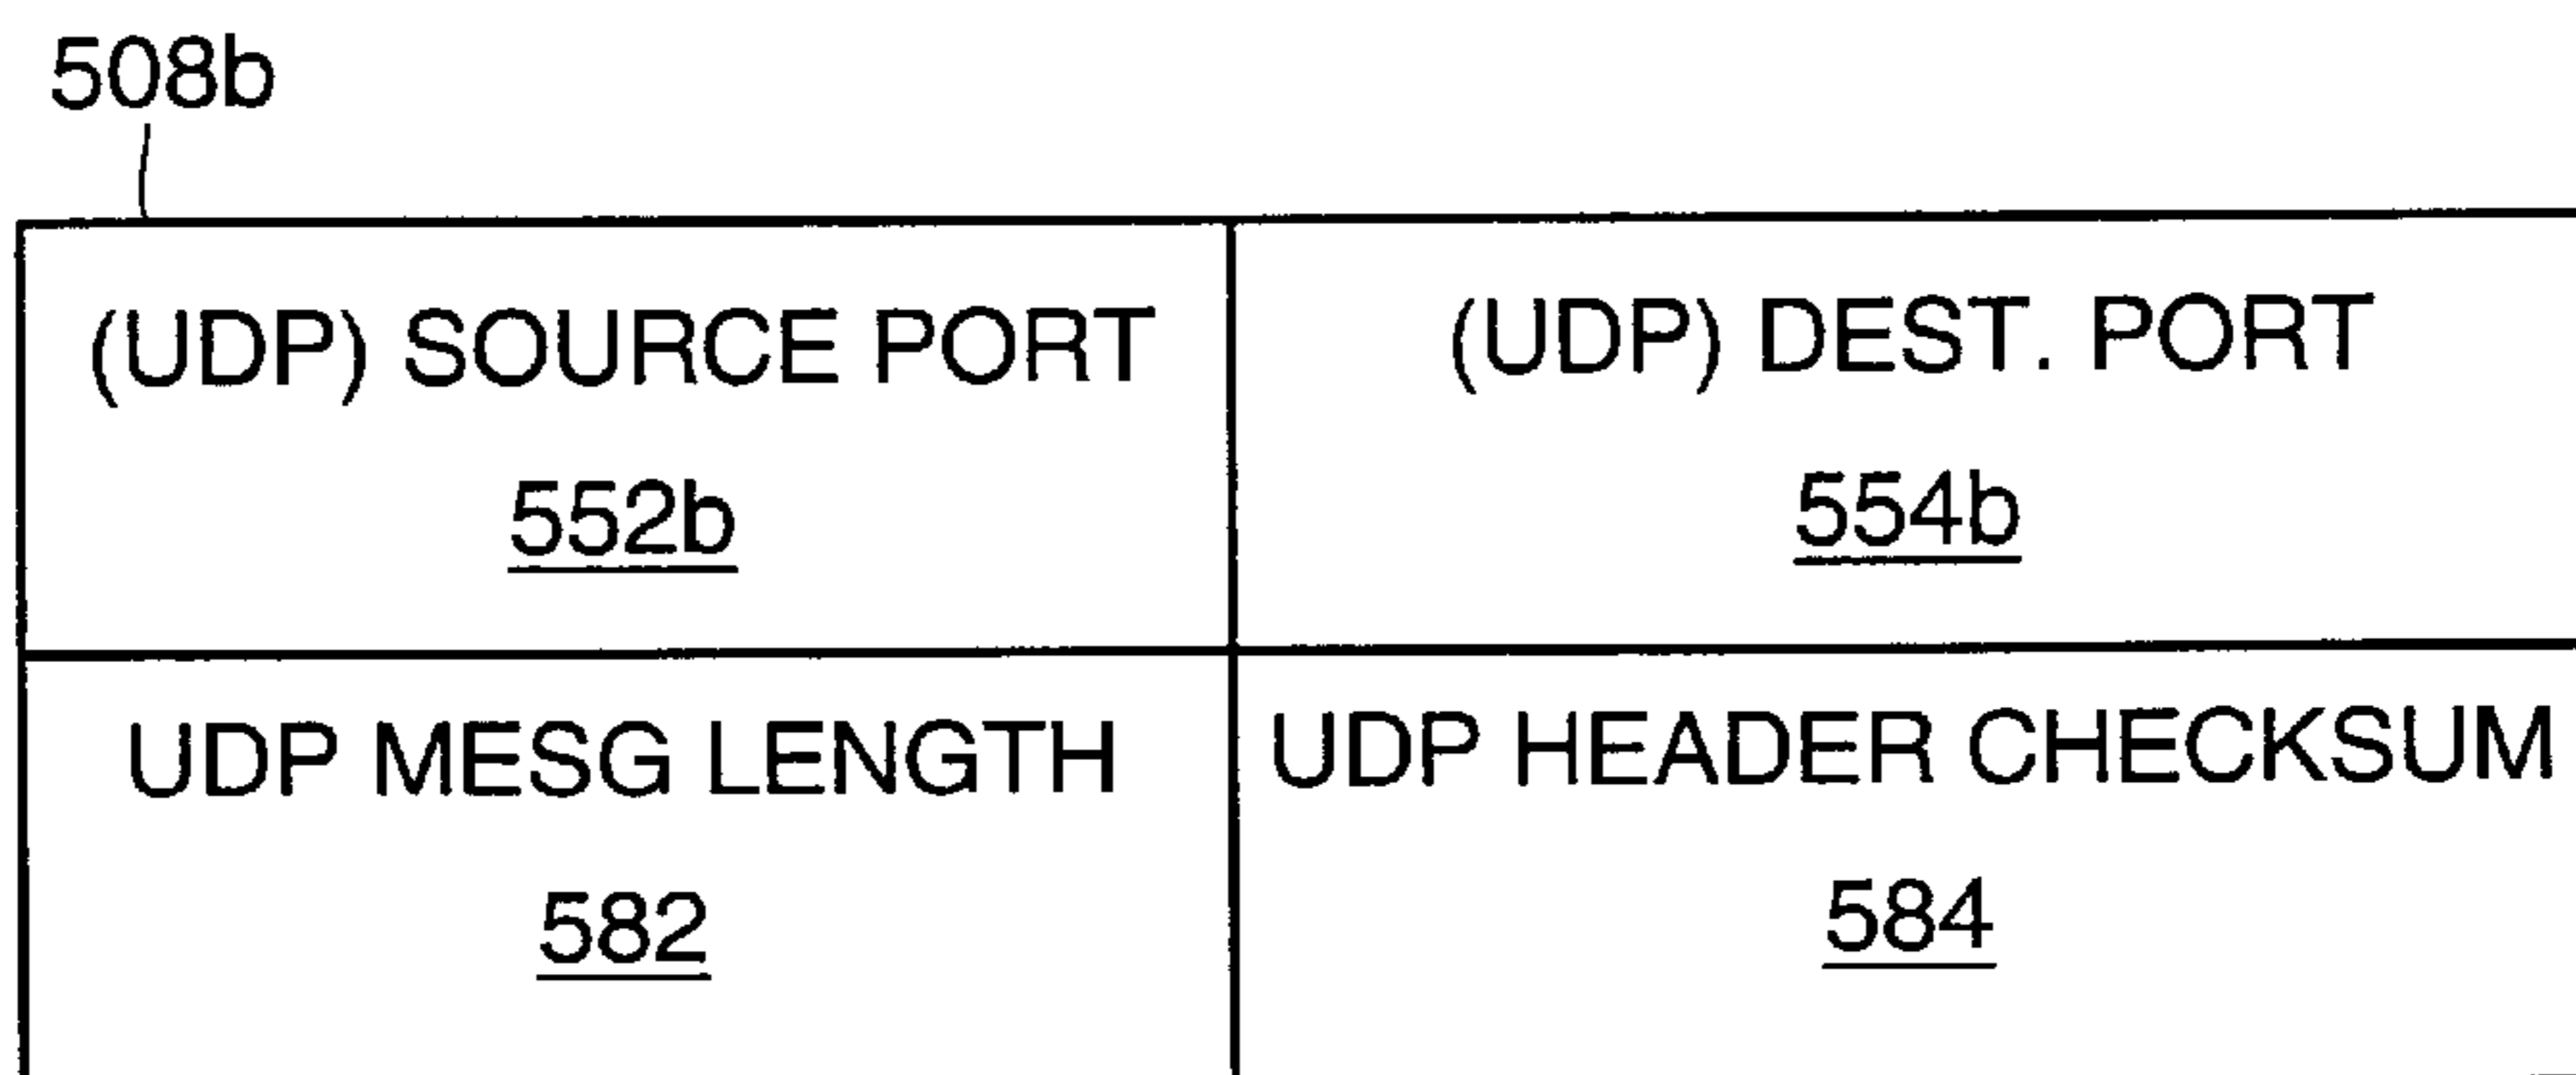 508b
(UDP) SOURCE PORT
552b
(UDP) DEST. PORT
554b
UDP MESG LENGTH
582
UDP HEADER CHECKSUM
584